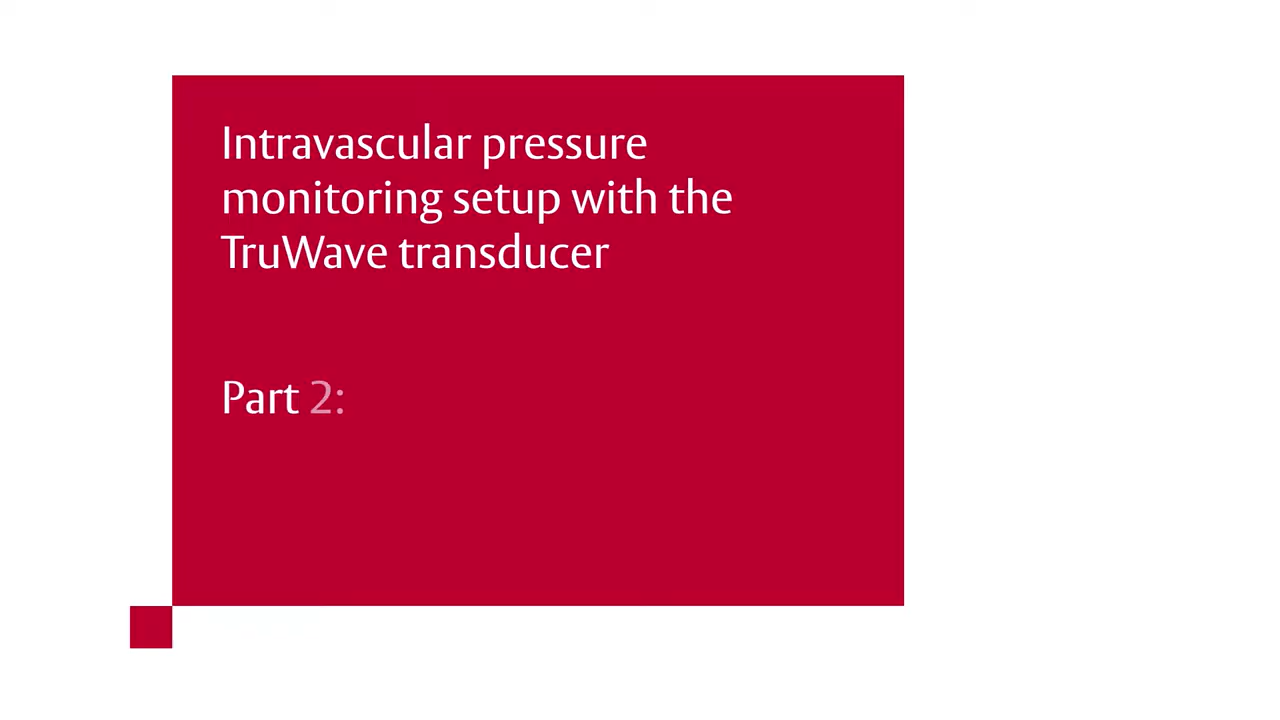 Intravascular pressure
monitoring setup with the
TruWave transducer
Part 2: